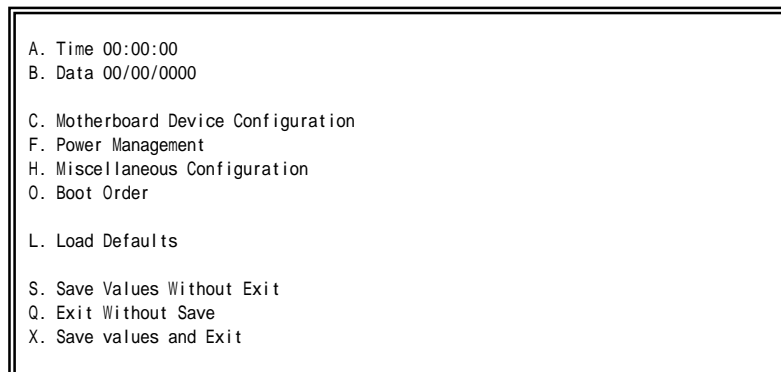 A. Time 00:00:00
B. Data 00/00/0000
C. Motherboard Device Configuration
F. Power Management
H. Miscellaneous Configuration
O. Boot Order
L. Load Defaults
S. Save Values Without Exit
Q. Exit Without Save
X. Save values and Exit